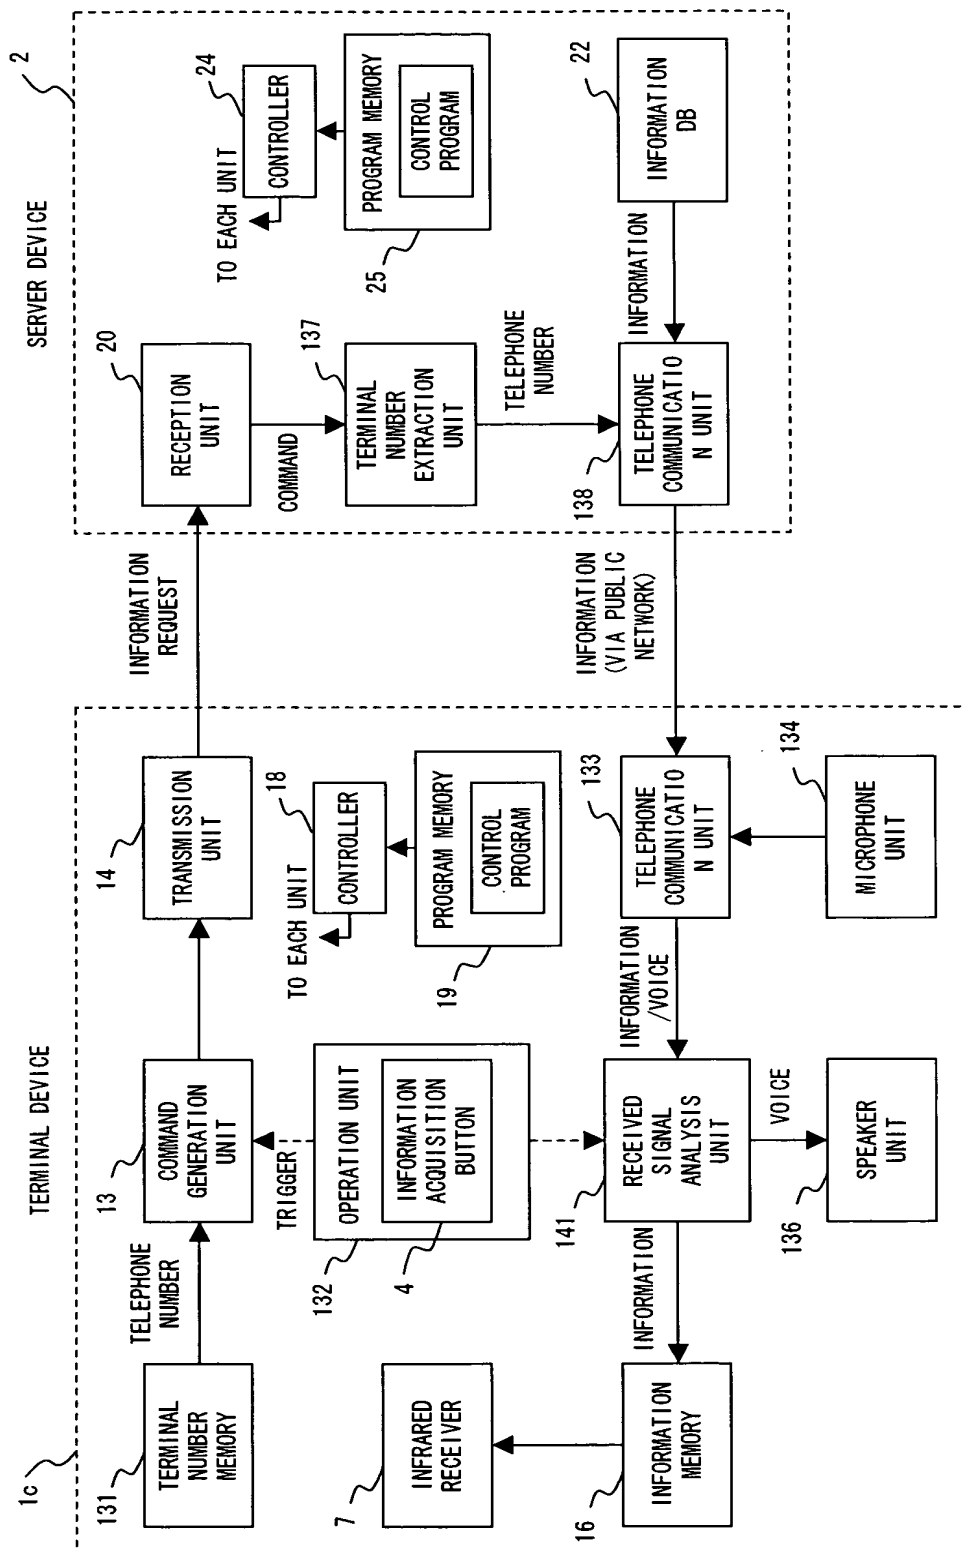 TERMINAL DEVICE
SERVER DEVICE
1c
2
131
TERMINAL
NUMBER
MEMORY
TELEPHONE
NUMBER
13
COMMAND
GENERATION
UNIT
14
TRANSMISSION
UNIT
INFORMATION
REQUEST
20
RECEPTION
UNIT
COMMAND
137
TERMINAL
NUMBER
EXTRACTION
UNIT
TELEPHONE
NUMBER
TO EACH UNIT
24
CONTROLLER
PROGRAM MEMORY
CONTROL
PROGRAM
25
TRIGGER
132
OPERATION UNIT
INFORMATION
ACQUISITION
BUTTON
4
TO EACH UNIT
18
CONTROLLER
PROGRAM MEMORY
CONTROL
PROGRAM
19
7
INFRARED
RECEIVER
16
INFORMATION
MEMORY
INFORMATION
141
RECEIVED
SIGNAL
ANALYSIS
UNIT
INFORMATION
/VOICE
133
TELEPHONE
COMMUNICATIO
N UNIT
INFORMATION
(VIA PUBLIC
NETWORK)
138
TELEPHONE
COMMUNICATIO
N UNIT
INFORMATION
22
INFORMATION
DB
VOICE
136
SPEAKER
UNIT
134
MICROPHONE
UNIT